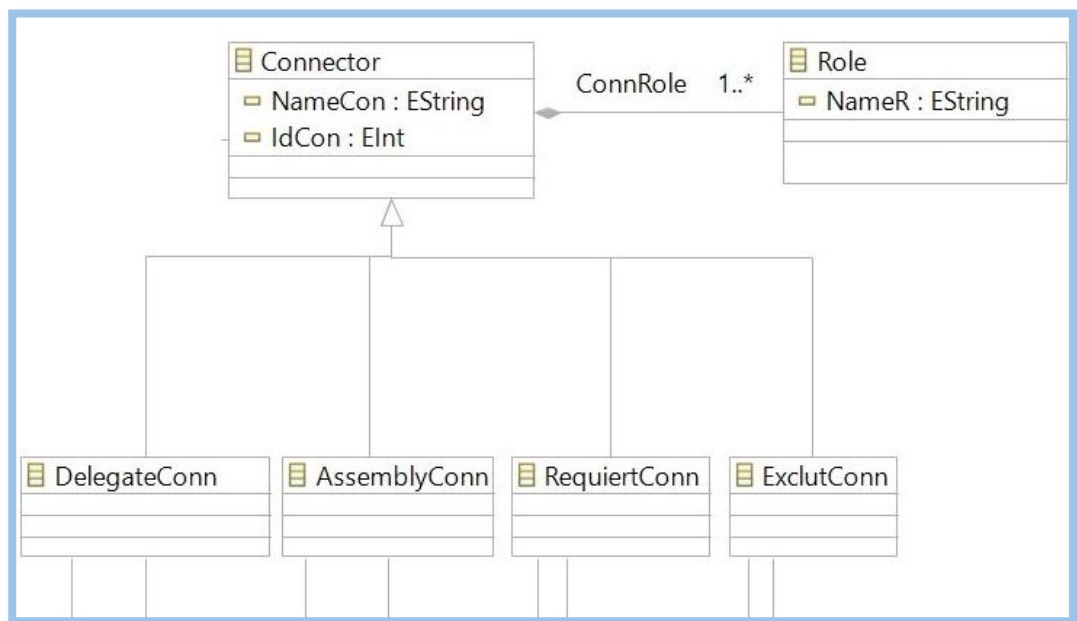 Connector
NameCon : EString
IdCon : EInt
ConnRole 1..*
Role
NameR : EString
DelegateConn
AssemblyConn
RequiertConn
ExclutConn